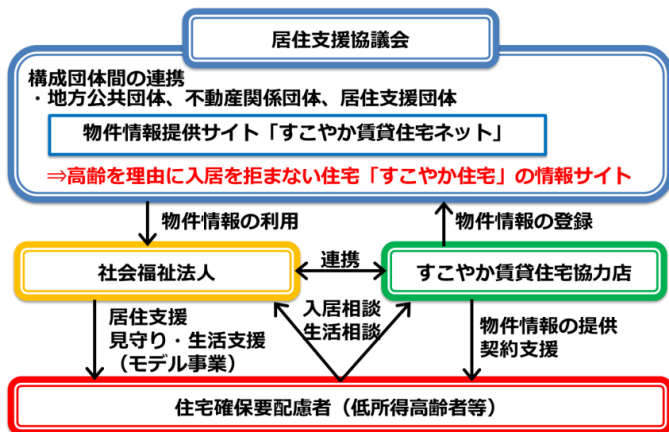 居住支援協議会
構成団体間の連携
・地方公共団体、不動産関係団体、居住支援団体
物件情報提供サイト「すこやか賃貸住宅ネット」
⇒高齢を理由に入居を拒まない住宅「すこやか住宅」の情報サイト
物件情報の利用
物件情報の登録
社会福祉法人
連携
すこやか賃貸住宅協力店
居住支援
見守り・生活支援
（モデル事業）
入居相談
生活相談
物件情報の提供
契約支援
住宅確保要配慮者（低所得高齢者等）